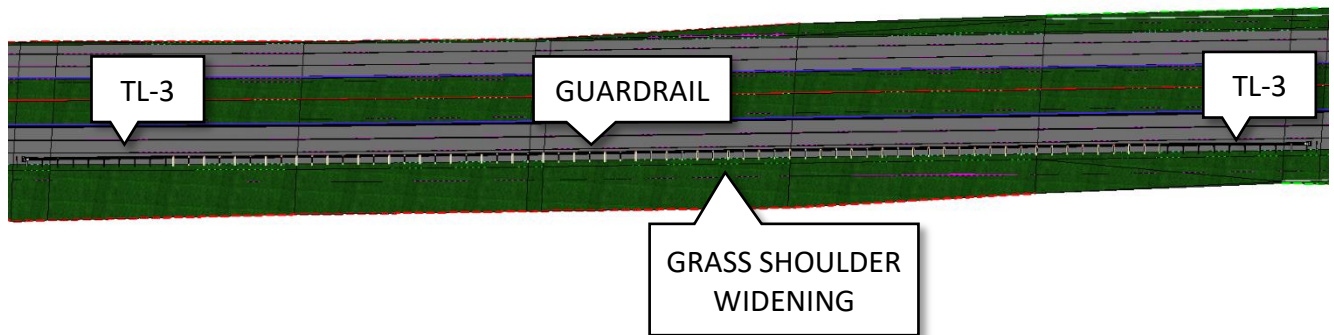 TL-3
GUARDRAIL
TL-3
GRASS SHOULDER
WIDENING